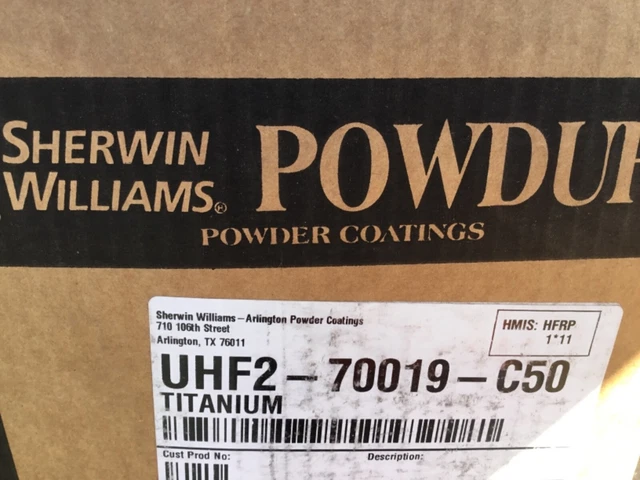 SHERWIN
WILLIAMS®
POWDU
POWDER COATINGS
Sherwin Williams–Arlington Powder Coatings
710 106th Street
Arlington, TX 76011
HMIS: HFRP
1*11
UHF2–70019–C50
TITANIUM
Cust Prod No:
Description: